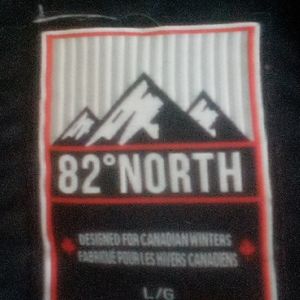 82°NORTH
DESIGNED FOR CANADIAN WINTERS
FABRIQUÉ POUR LES HIVERS CANADIENS
L/G